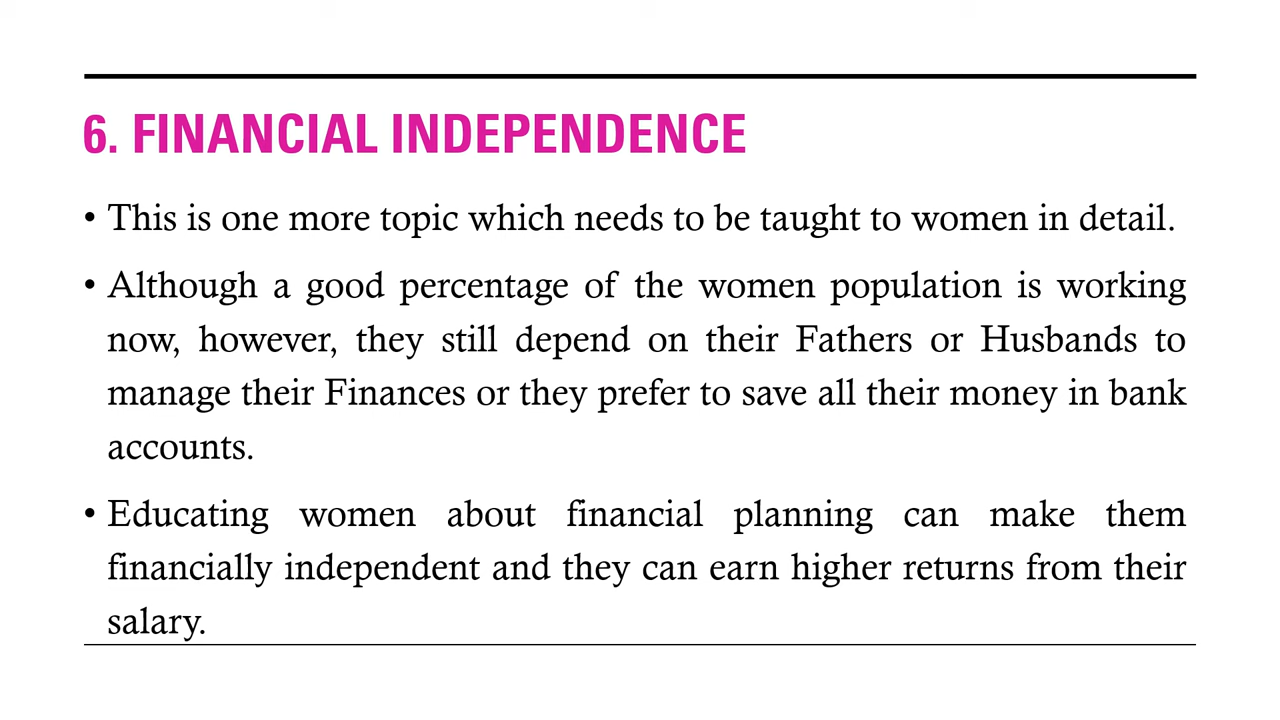 6. FINANCIAL INDEPENDENCE
• This is one more topic which needs to be taught to women in detail.
• Although a good percentage of the women population is working
now, however, they still depend on their Fathers or Husbands to
manage their Finances or they prefer to save all their money in bank
accounts.
• Educating women about financial planning can make them
financially independent and they can earn higher returns from their
salary.